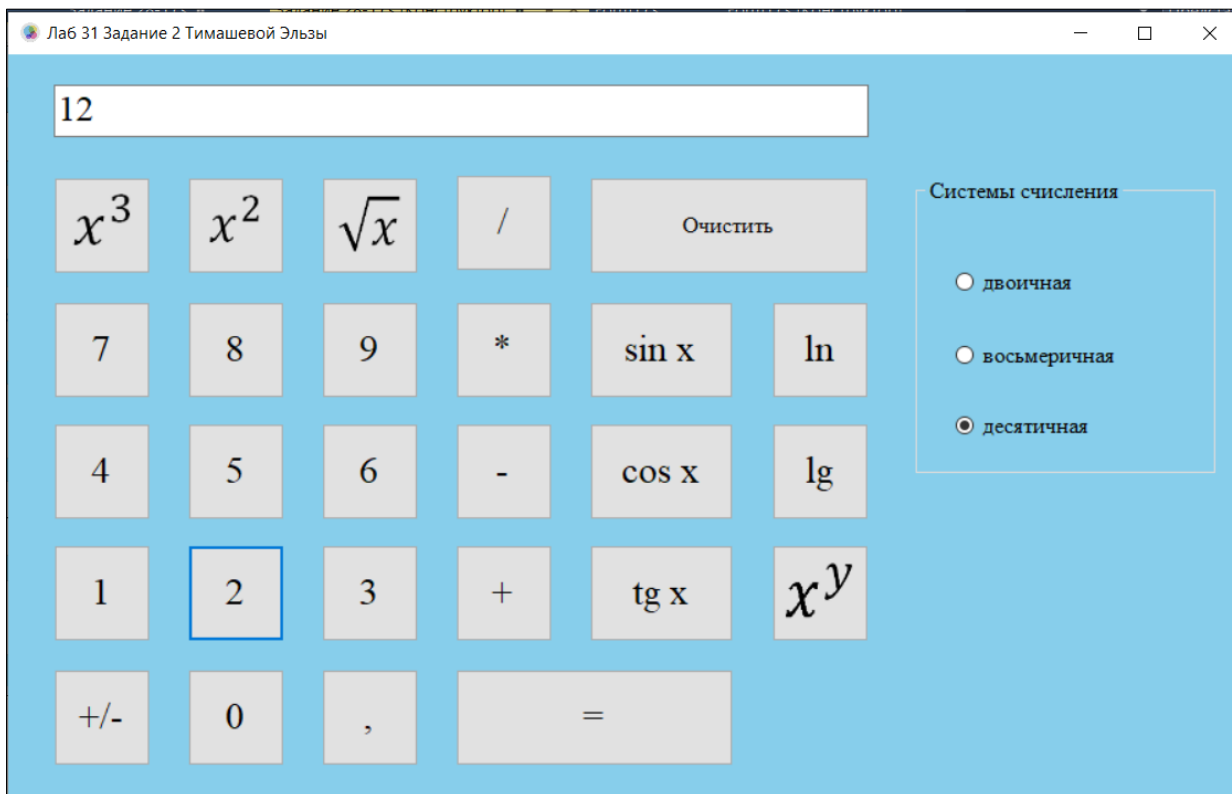 Лаб 31 Задание 2 Тимашевой Эльзы
12
x³ x² √x / Очистить
7 8 9 * sin x ln
4 5 6 - cos x lg
1 2 3 + tg x xʸ
+/- 0 , =
Системы счисления
двоичная
восьмеричная
десятичная